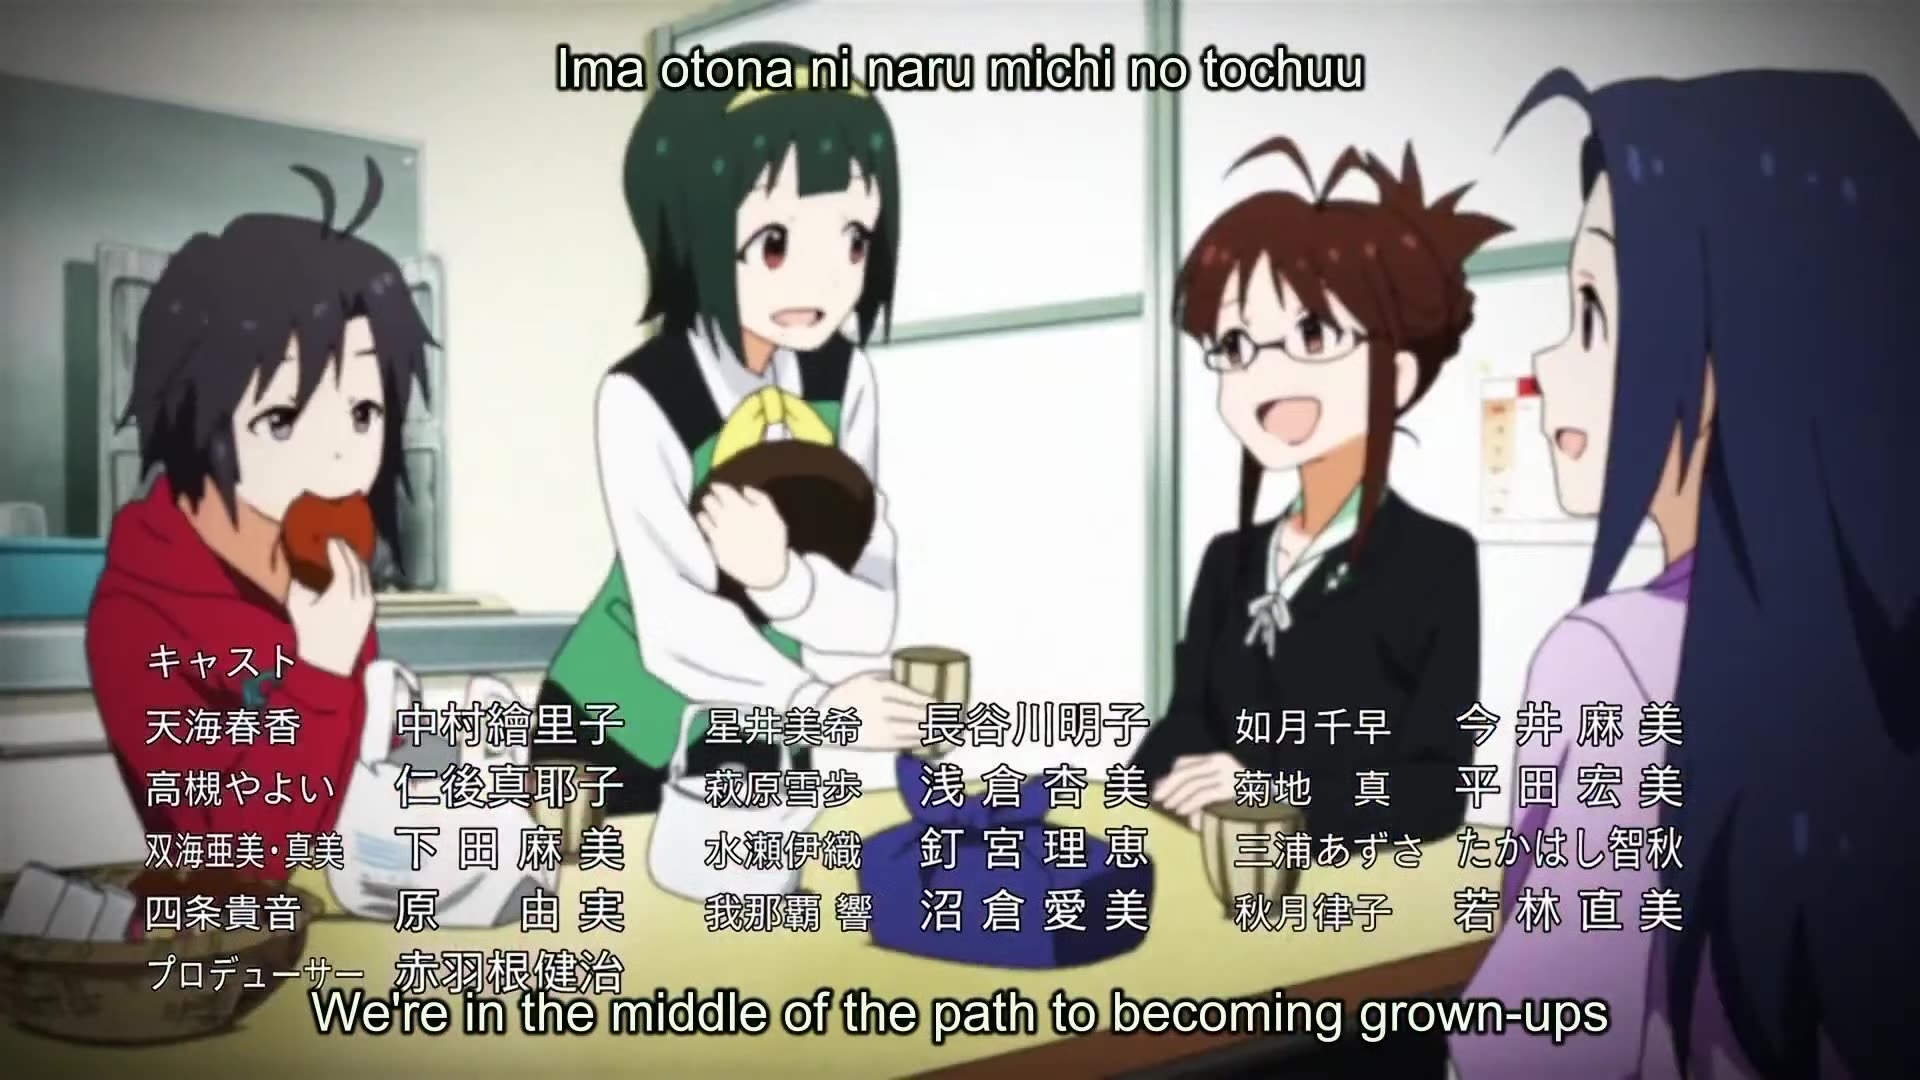 Ima otona ni naru michi no tochuu
キャスト
天海春香 中村繪里子 星井美希 長谷川明子 如月千早 今井麻美
高槻やよい 仁後真耶子 萩原雪歩 浅倉杏美 菊地 真 平田宏美
双海亜美・真美 下田麻美 水瀬伊織 釘宮理恵 三浦あずさ たかはし智秋
四条貴音 原 由実 我那覇 響 沼倉愛美 秋月律子 若林直美
プロデューサー 赤羽根健治
We're in the middle of the path to becoming grown-ups